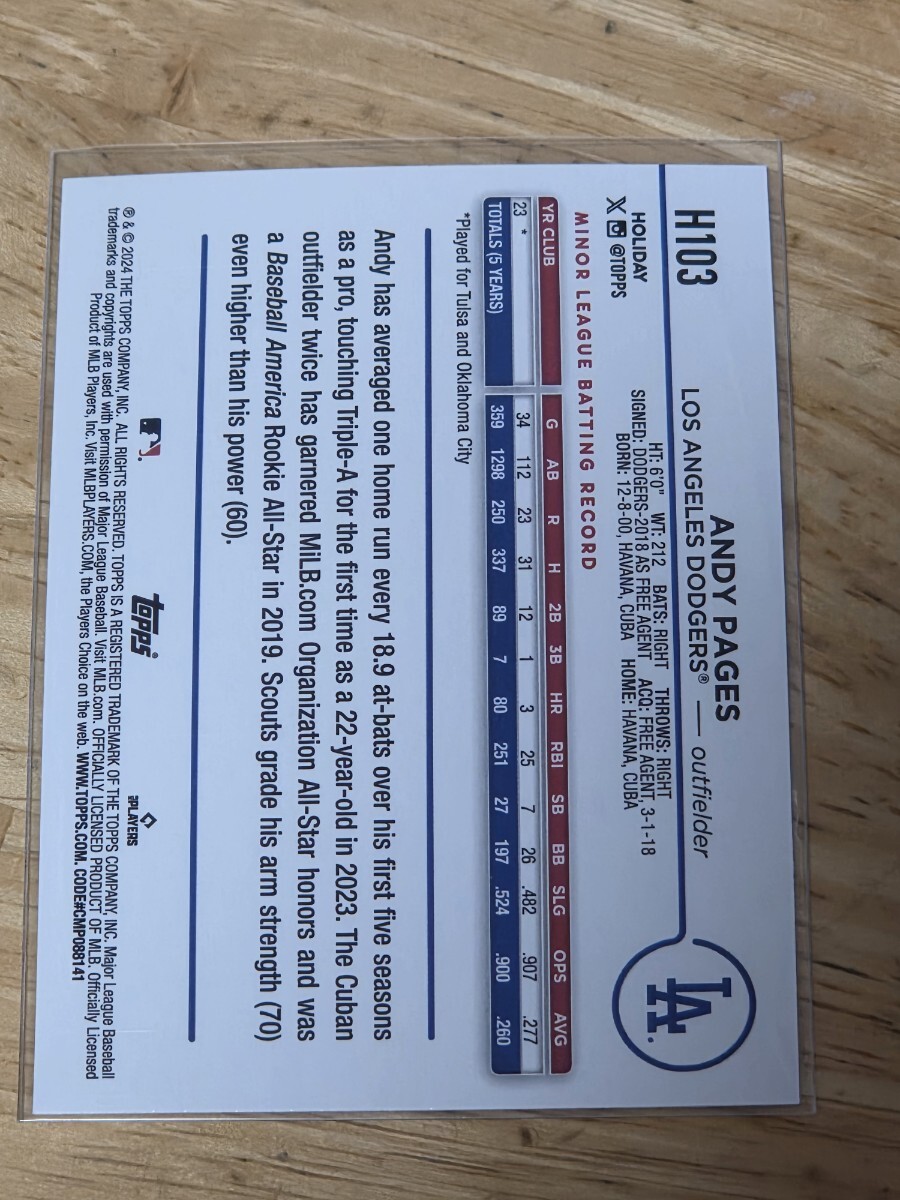 H103
ANDY PAGES
LOS ANGELES DODGERS® — outfielder
LA
HT: 6'0" WT: 212 BATS: RIGHT THROWS: RIGHT
SIGNED: DODGERS-2018 AS FREE AGENT ACQ: FREE AGENT, 3-1-18
BORN: 12-8-00, HAVANA, CUBA HOME: HAVANA, CUBA
HOLIDAY
X @TOPPS
MINOR LEAGUE BATTING RECORD
YR CLUB G AB R H 2B 3B HR RBI SB BB SLG OPS AVG
23 * 34 112 23 31 12 1 3 25 7 26 .482 .907 .277
TOTALS (5 YEARS) 359 1298 250 337 89 7 80 251 27 197 .524 .900 .260
*Played for Tulsa and Oklahoma City
Andy has averaged one home run every 18.9 at-bats over his first five seasons
as a pro, touching Triple-A for the first time as a 22-year-old in 2023. The Cuban
outfielder twice has garnered MiLB.com Organization All-Star honors and was
a Baseball America Rookie All-Star in 2019. Scouts grade his arm strength (70)
even higher than his power (60).
topps
PLAYERS
® & © 2024 THE TOPPS COMPANY, INC. ALL RIGHTS RESERVED. TOPPS IS A REGISTERED TRADEMARK OF THE TOPPS COMPANY, INC. Major League Baseball
trademarks and copyrights are used with permission of Major League Baseball. Visit MLB.com. OFFICIALLY LICENSED PRODUCT OF MLB. Officially Licensed
Product of MLB Players, Inc. Visit MLBPLAYERS.COM, the Players Choice on the web. WWW.TOPPS.COM. CODE#CMP088141